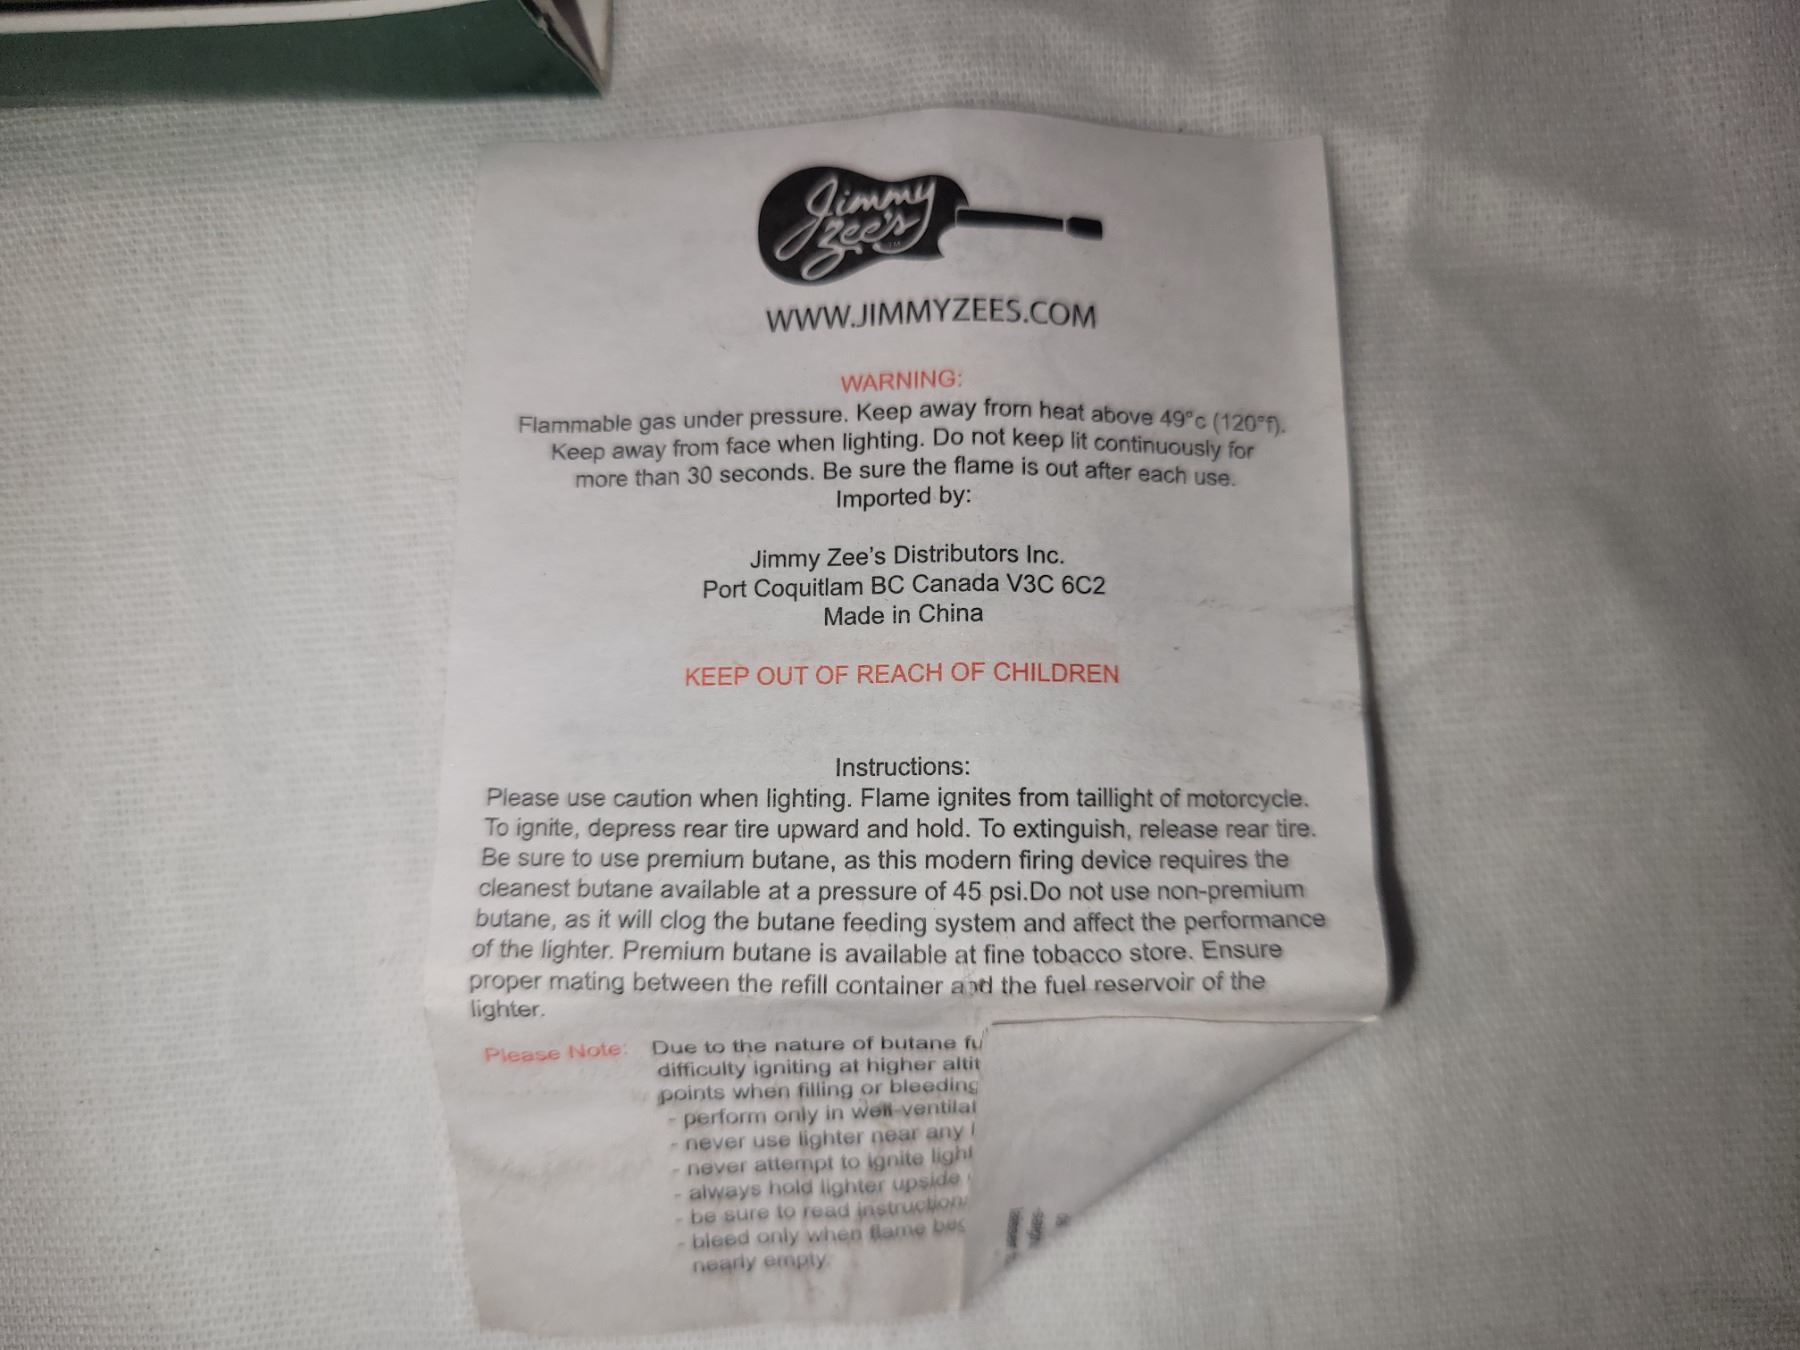 Jimmy
Zee's
WWW.JIMMYZEES.COM
WARNING:
Flammable gas under pressure. Keep away from heat above 49°c (120°f).
Keep away from face when lighting. Do not keep lit continuously for
more than 30 seconds. Be sure the flame is out after each use.
Imported by:
Jimmy Zee's Distributors Inc.
Port Coquitlam BC Canada V3C 6C2
Made in China
KEEP OUT OF REACH OF CHILDREN
Instructions:
Please use caution when lighting. Flame ignites from taillight of motorcycle.
To ignite, depress rear tire upward and hold. To extinguish, release rear tire.
Be sure to use premium butane, as this modern firing device requires the
cleanest butane available at a pressure of 45 psi.Do not use non-premium
butane, as it will clog the butane feeding system and affect the performance
of the lighter. Premium butane is available at fine tobacco store. Ensure
proper mating between the refill container and the fuel reservoir of the
lighter.
Please Note: Due to the nature of butane
difficulty igniting at higher
points when filling or bleeding
- perform only in
- never use lighter near any
- never attempt to ignite
- always hold lighter upside
- be sure to read
- bleed only when flame
nearly empty.